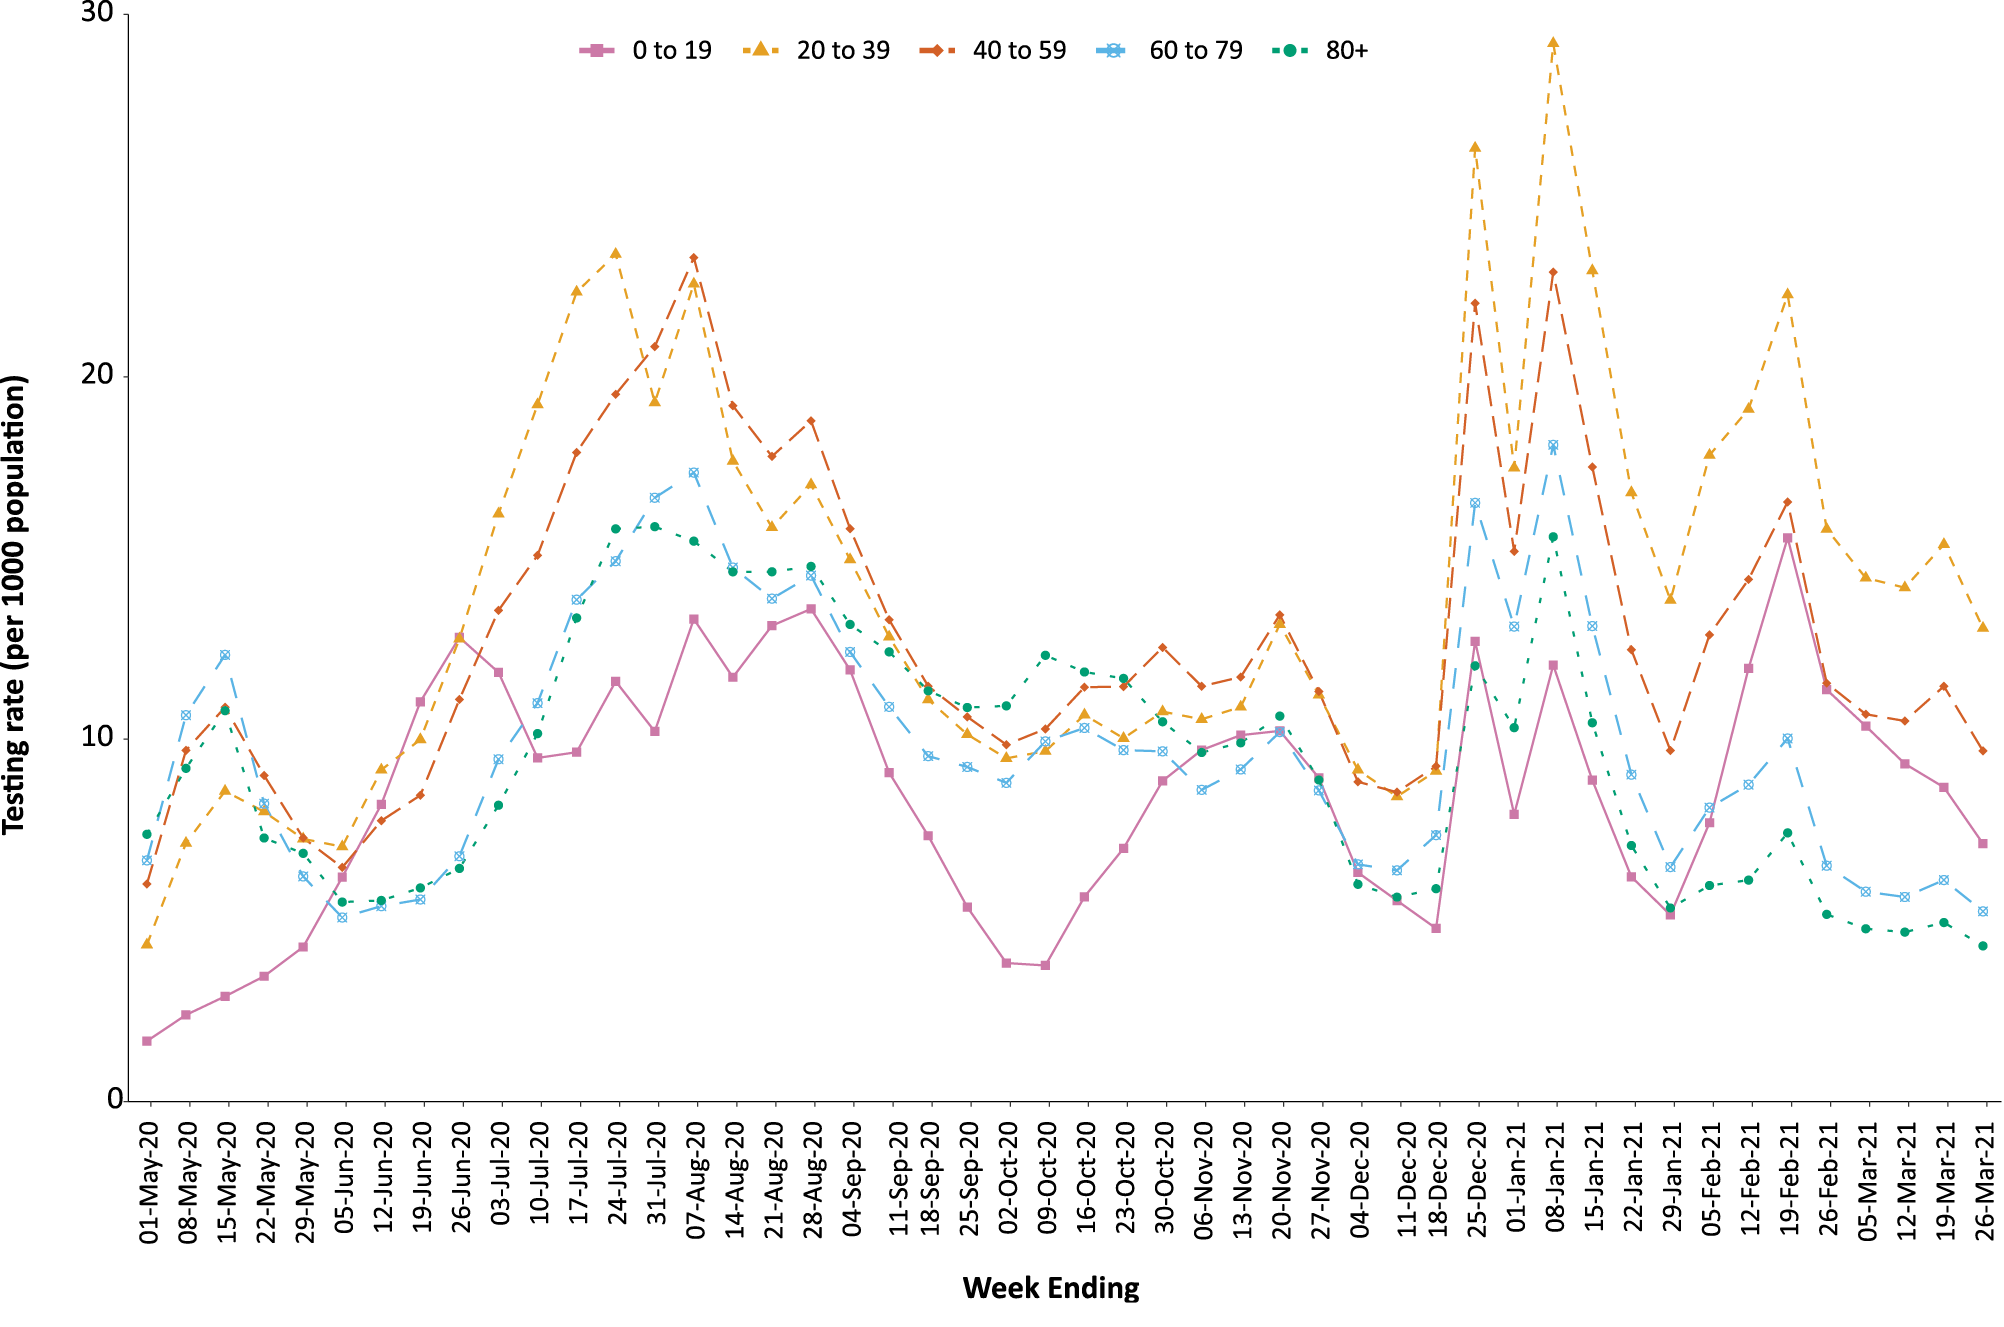 30
0 to 19 20 to 39 40 to 59 60 to 79 80+
20
Testing rate (per 1000 population)
10
0
01-May-20
08-May-20
15-May-20
22-May-20
29-May-20
05-Jun-20
12-Jun-20
19-Jun-20
26-Jun-20
03-Jul-20
10-Jul-20
17-Jul-20
24-Jul-20
31-Jul-20
07-Aug-20
14-Aug-20
21-Aug-20
28-Aug-20
04-Sep-20
11-Sep-20
18-Sep-20
25-Sep-20
02-Oct-20
09-Oct-20
16-Oct-20
23-Oct-20
30-Oct-20
06-Nov-20
13-Nov-20
20-Nov-20
27-Nov-20
04-Dec-20
11-Dec-20
18-Dec-20
25-Dec-20
01-Jan-21
08-Jan-21
15-Jan-21
22-Jan-21
29-Jan-21
05-Feb-21
12-Feb-21
19-Feb-21
26-Feb-21
05-Mar-21
12-Mar-21
19-Mar-21
26-Mar-21
Week Ending